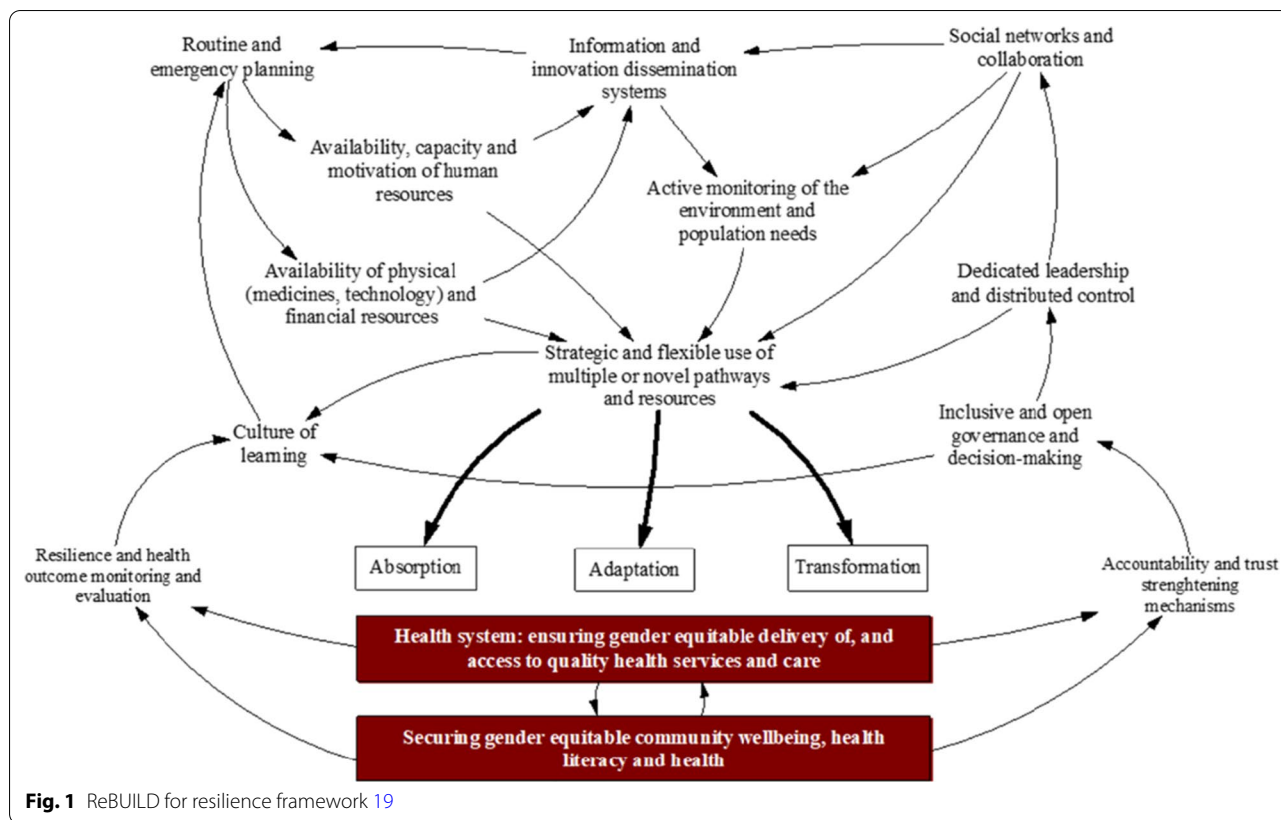 Routine and
emergency planning
Information and
innovation dissemination
systems
Social networks and
collaboration
Availability, capacity and
motivation of human
resources
Active monitoring of the
environment and
population needs
Availability of physical
(medicines, technology) and
financial resources
Dedicated leadership
and distributed control
Strategic and flexible use of
multiple or novel pathways
and resources
Culture of
learning
Inclusive and open
governance and
decision-making
Resilience and health
outcome monitoring and
evaluation
Absorption
Adaptation
Transformation
Accountability and trust
strenghtening
mechanisms
Health system: ensuring gender equitable delivery of, and
access to quality health services and care
Securing gender equitable community wellbeing, health
literacy and health
Fig. 1 ReBUILD for resilience framework 19